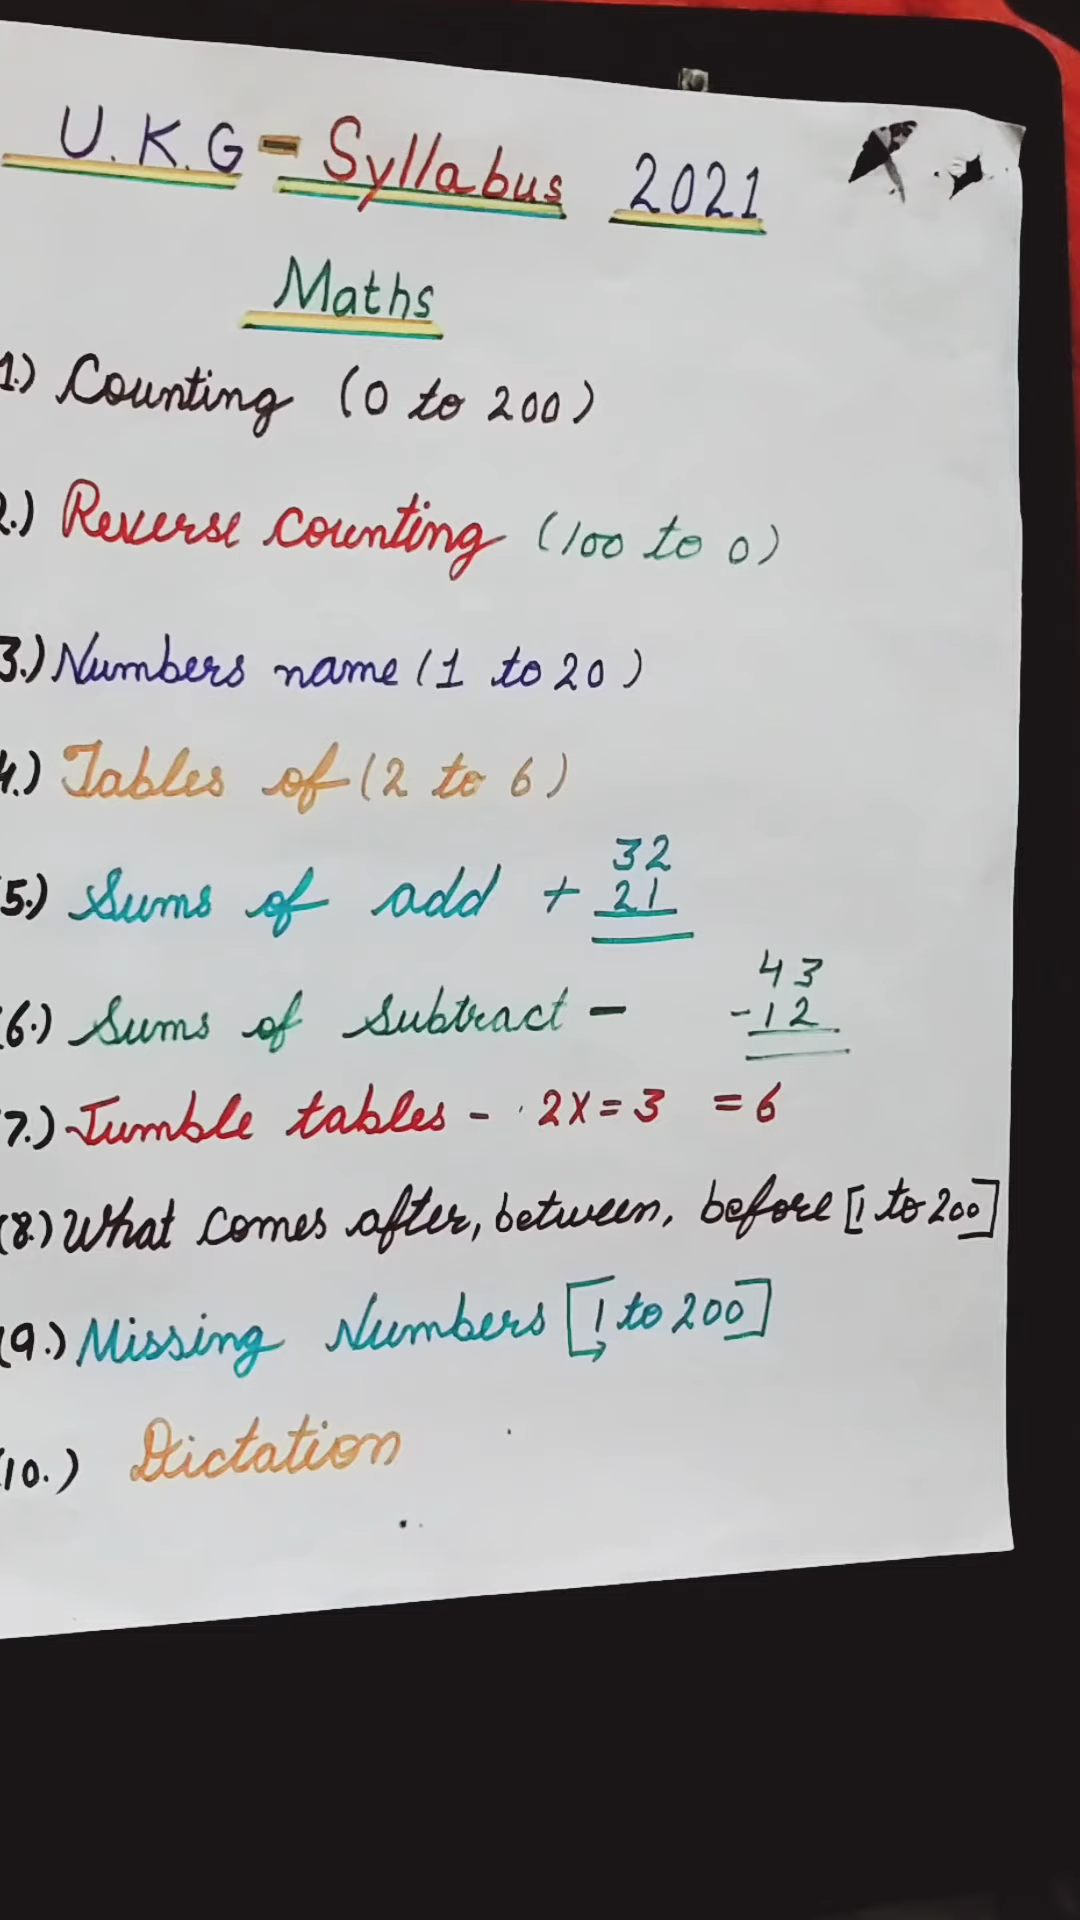 U.K.G - Syllabus 2021
Maths
1.) Counting (0 to 200)
2.) Reverse counting (100 to 0)
3.) Numbers name (1 to 20)
4.) Tables of (2 to 6)
32
(5.) Sums of add + 21
43
(6.) Sums of subtract - -12
(7.) Jumble tables - 2x=3 =6
(8.) What comes after, between, before [1 to 200]
(9.) Missing Numbers [1 to 200]
(10.) Dictation